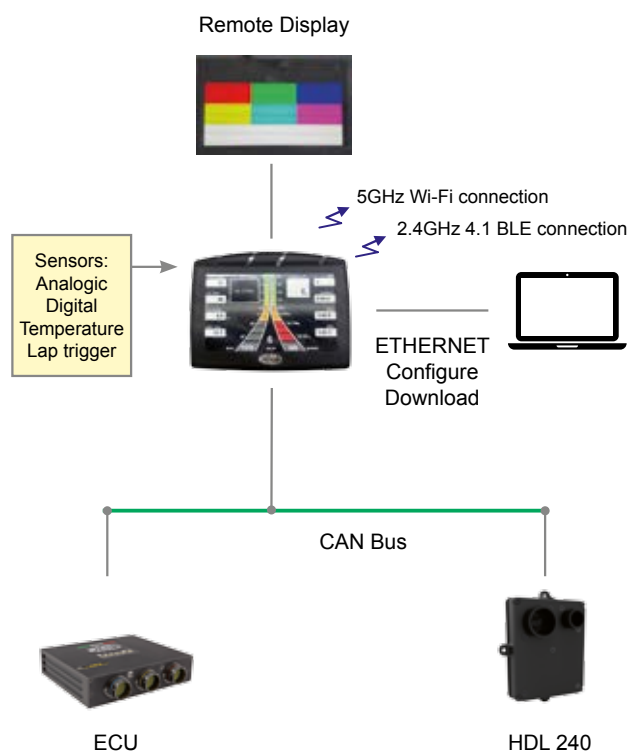 Remote Display
5GHz Wi-Fi connection
2.4GHz 4.1 BLE connection
Sensors:
Analogic
Digital
Temperature
Lap trigger
ETHERNET
Configure
Download
CAN Bus
ECU
HDL 240